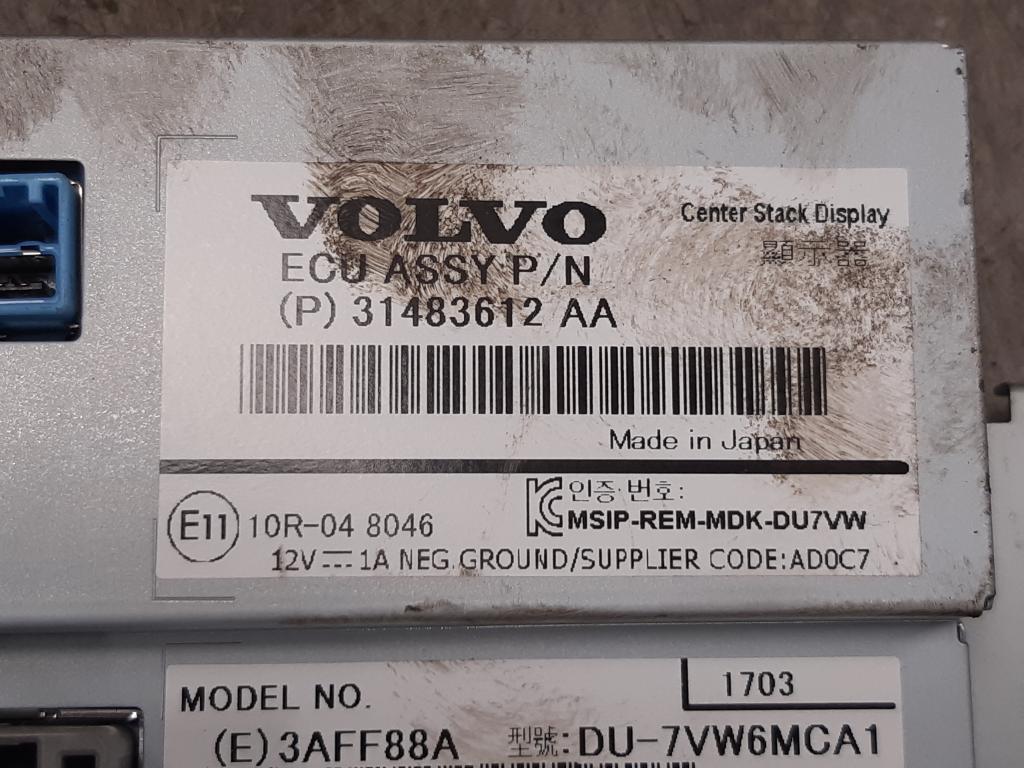 VOLVO
Center Stack Display
顯示器
ECU ASSY P/N
(P) 31483612 AA
Made in Japan
E11 10R-04 8046
인증 번호:
MSIP-REM-MDK-DU7VW
12V⎓1A NEG.GROUND/SUPPLIER CODE:AD0C7
MODEL NO.
1703
(E)3AFF88A 型號:DU-7VW6MCA1